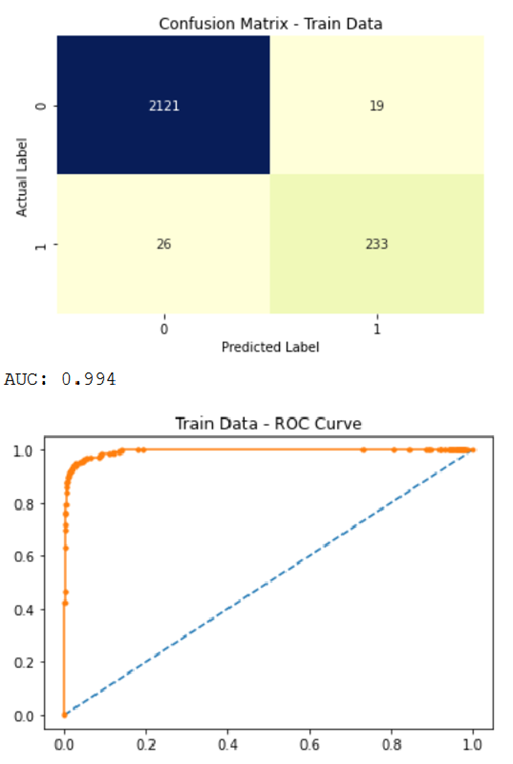 Confusion Matrix - Train Data
0
2121
19
Actual Label
1
26
233
0
1
Predicted Label
AUC: 0.994
Train Data - ROC Curve
1.0
0.8
0.6
0.4
0.2
0.0
0.0 0.2 0.4 0.6 0.8 1.0